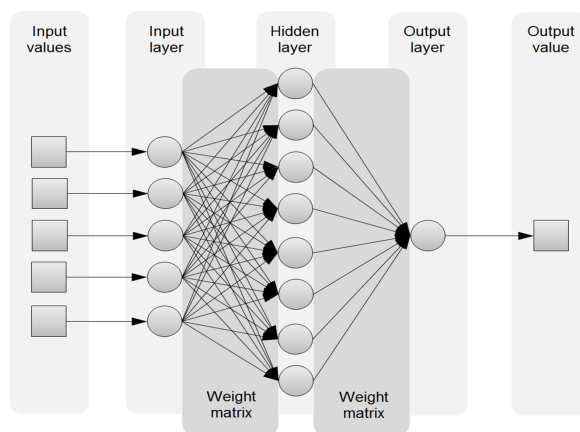 Input
values
Input
layer
Hidden
layer
Output
layer
Output
value
Weight
matrix
Weight
matrix